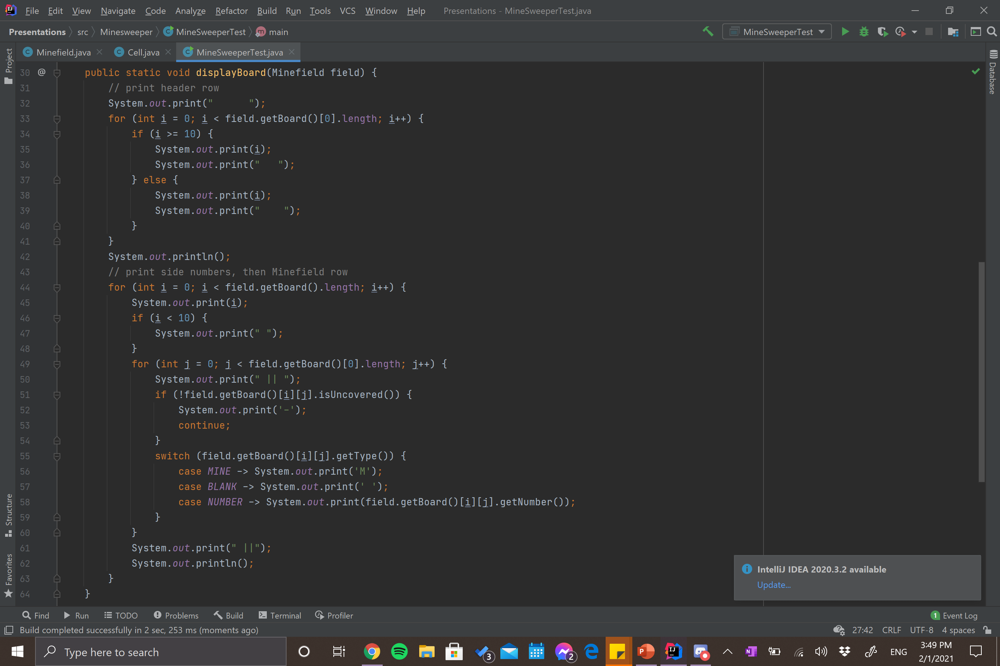 File Edit View Navigate Code Analyze Refactor Build Run Tools VCS Window Help Presentations - MineSweeperTest.java
Presentations src Minesweeper MineSweeperTest main MineSweeperTest
Minefield.java Cell.java MineSweeperTest.java
Project
Database
30 @ public static void displayBoard(Minefield field) {
31 // print header row
32 System.out.print("      ");
33 for (int i = 0; i < field.getBoard()[0].length; i++) {
34 if (i >= 10) {
35 System.out.print(i);
36 System.out.print("   ");
37 } else {
38 System.out.print(i);
39 System.out.print("    ");
40 }
41 }
42 System.out.println();
43 // print side numbers, then Minefield row
44 for (int i = 0; i < field.getBoard().length; i++) {
45 System.out.print(i);
46 if (i < 10) {
47 System.out.print(" ");
48 }
49 for (int j = 0; j < field.getBoard()[0].length; j++) {
50 System.out.print(" || ");
51 if (!field.getBoard()[i][j].isUncovered()) {
52 System.out.print('-');
53 continue;
54 }
55 switch (field.getBoard()[i][j].getType()) {
56 case MINE -> System.out.print('M');
57 case BLANK -> System.out.print(' ');
58 case NUMBER -> System.out.print(field.getBoard()[i][j].getNumber());
59 }
60 }
61 System.out.print(" ||");
62 System.out.println();
63 }
64 }
Structure
Favorites
IntelliJ IDEA 2020.3.2 available
Update...
Find Run TODO Problems Build Terminal Profiler 1 Event Log
Build completed successfully in 2 sec, 253 ms (moments ago) 27:42 CRLF UTF-8 4 spaces
Type here to search 3 2 ENG 3:49 PM
2/1/2021